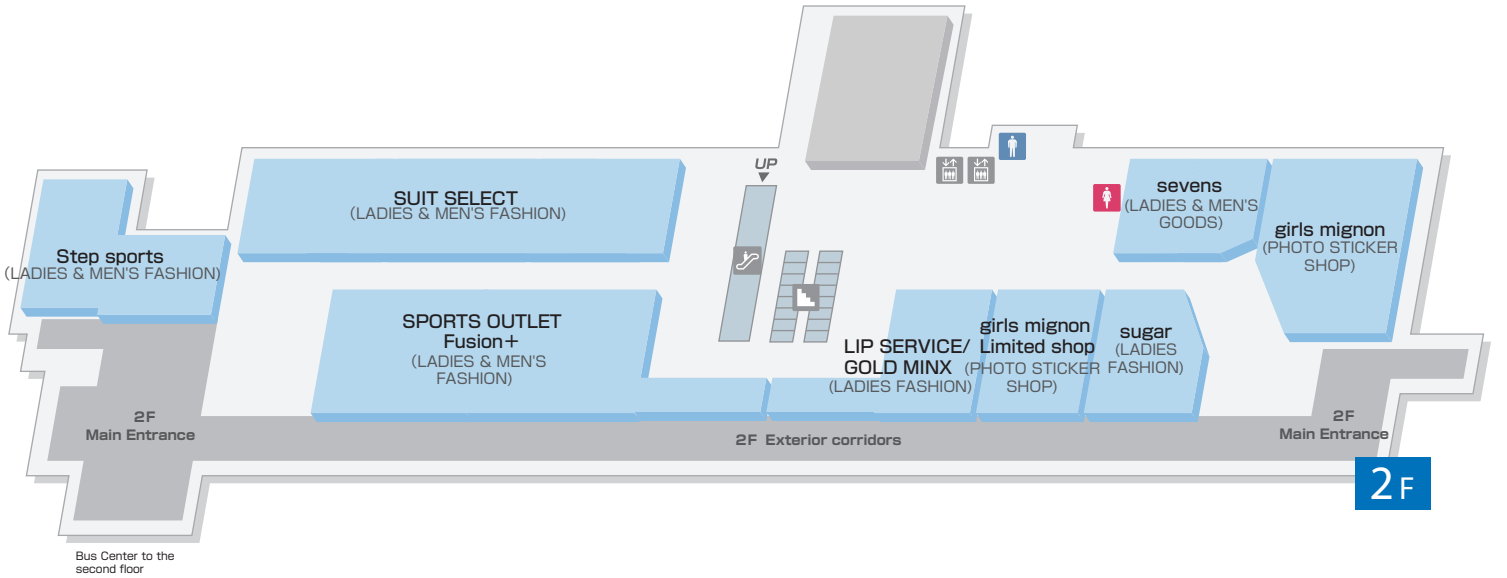 UP
SUIT SELECT
(LADIES & MEN'S FASHION)
sevens
(LADIES & MEN'S
GOODS)
girls mignon
(PHOTO STICKER
SHOP)
Step sports
(LADIES & MEN'S FASHION)
SPORTS OUTLET
Fusion+
(LADIES & MEN'S
FASHION)
LIP SERVICE/
GOLD MINX
(LADIES FASHION)
girls mignon
Limited shop
(PHOTO STICKER
SHOP)
sugar
(LADIES
FASHION)
2F
Main Entrance
2F Exterior corridors
2F
Main Entrance
2F
Bus Center to the
second floor